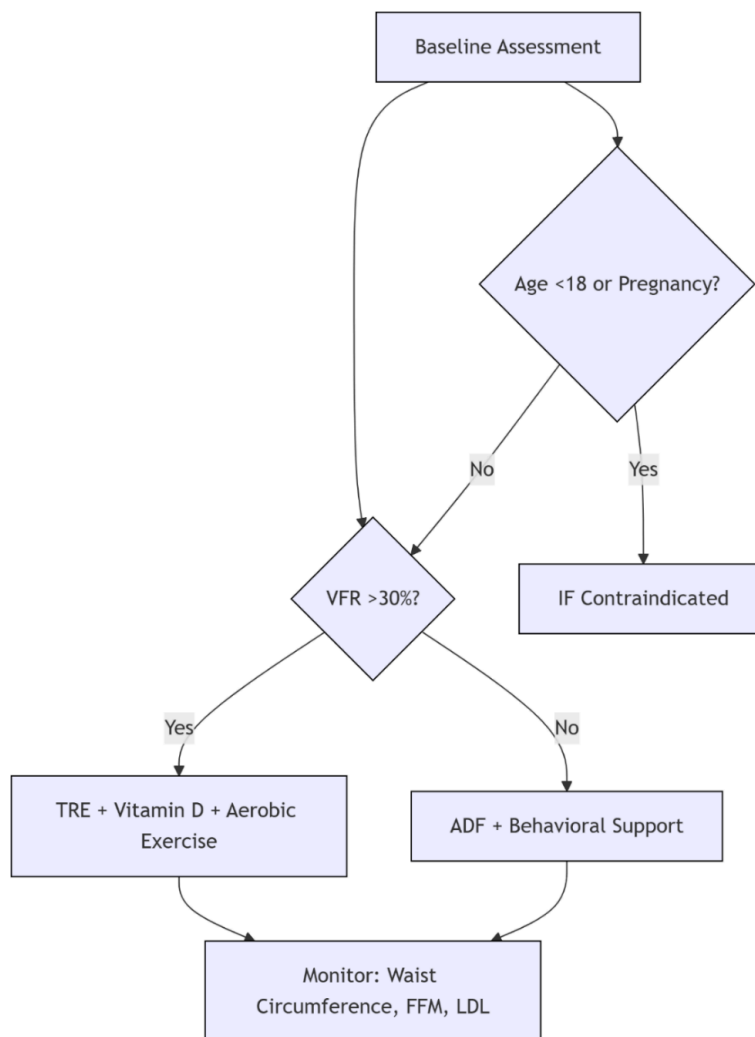 Baseline Assessment
Age <18 or Pregnancy?
No
Yes
VFR >30%?
IF Contraindicated
Yes
No
TRE + Vitamin D + Aerobic
Exercise
ADF + Behavioral Support
Monitor: Waist
Circumference, FFM, LDL